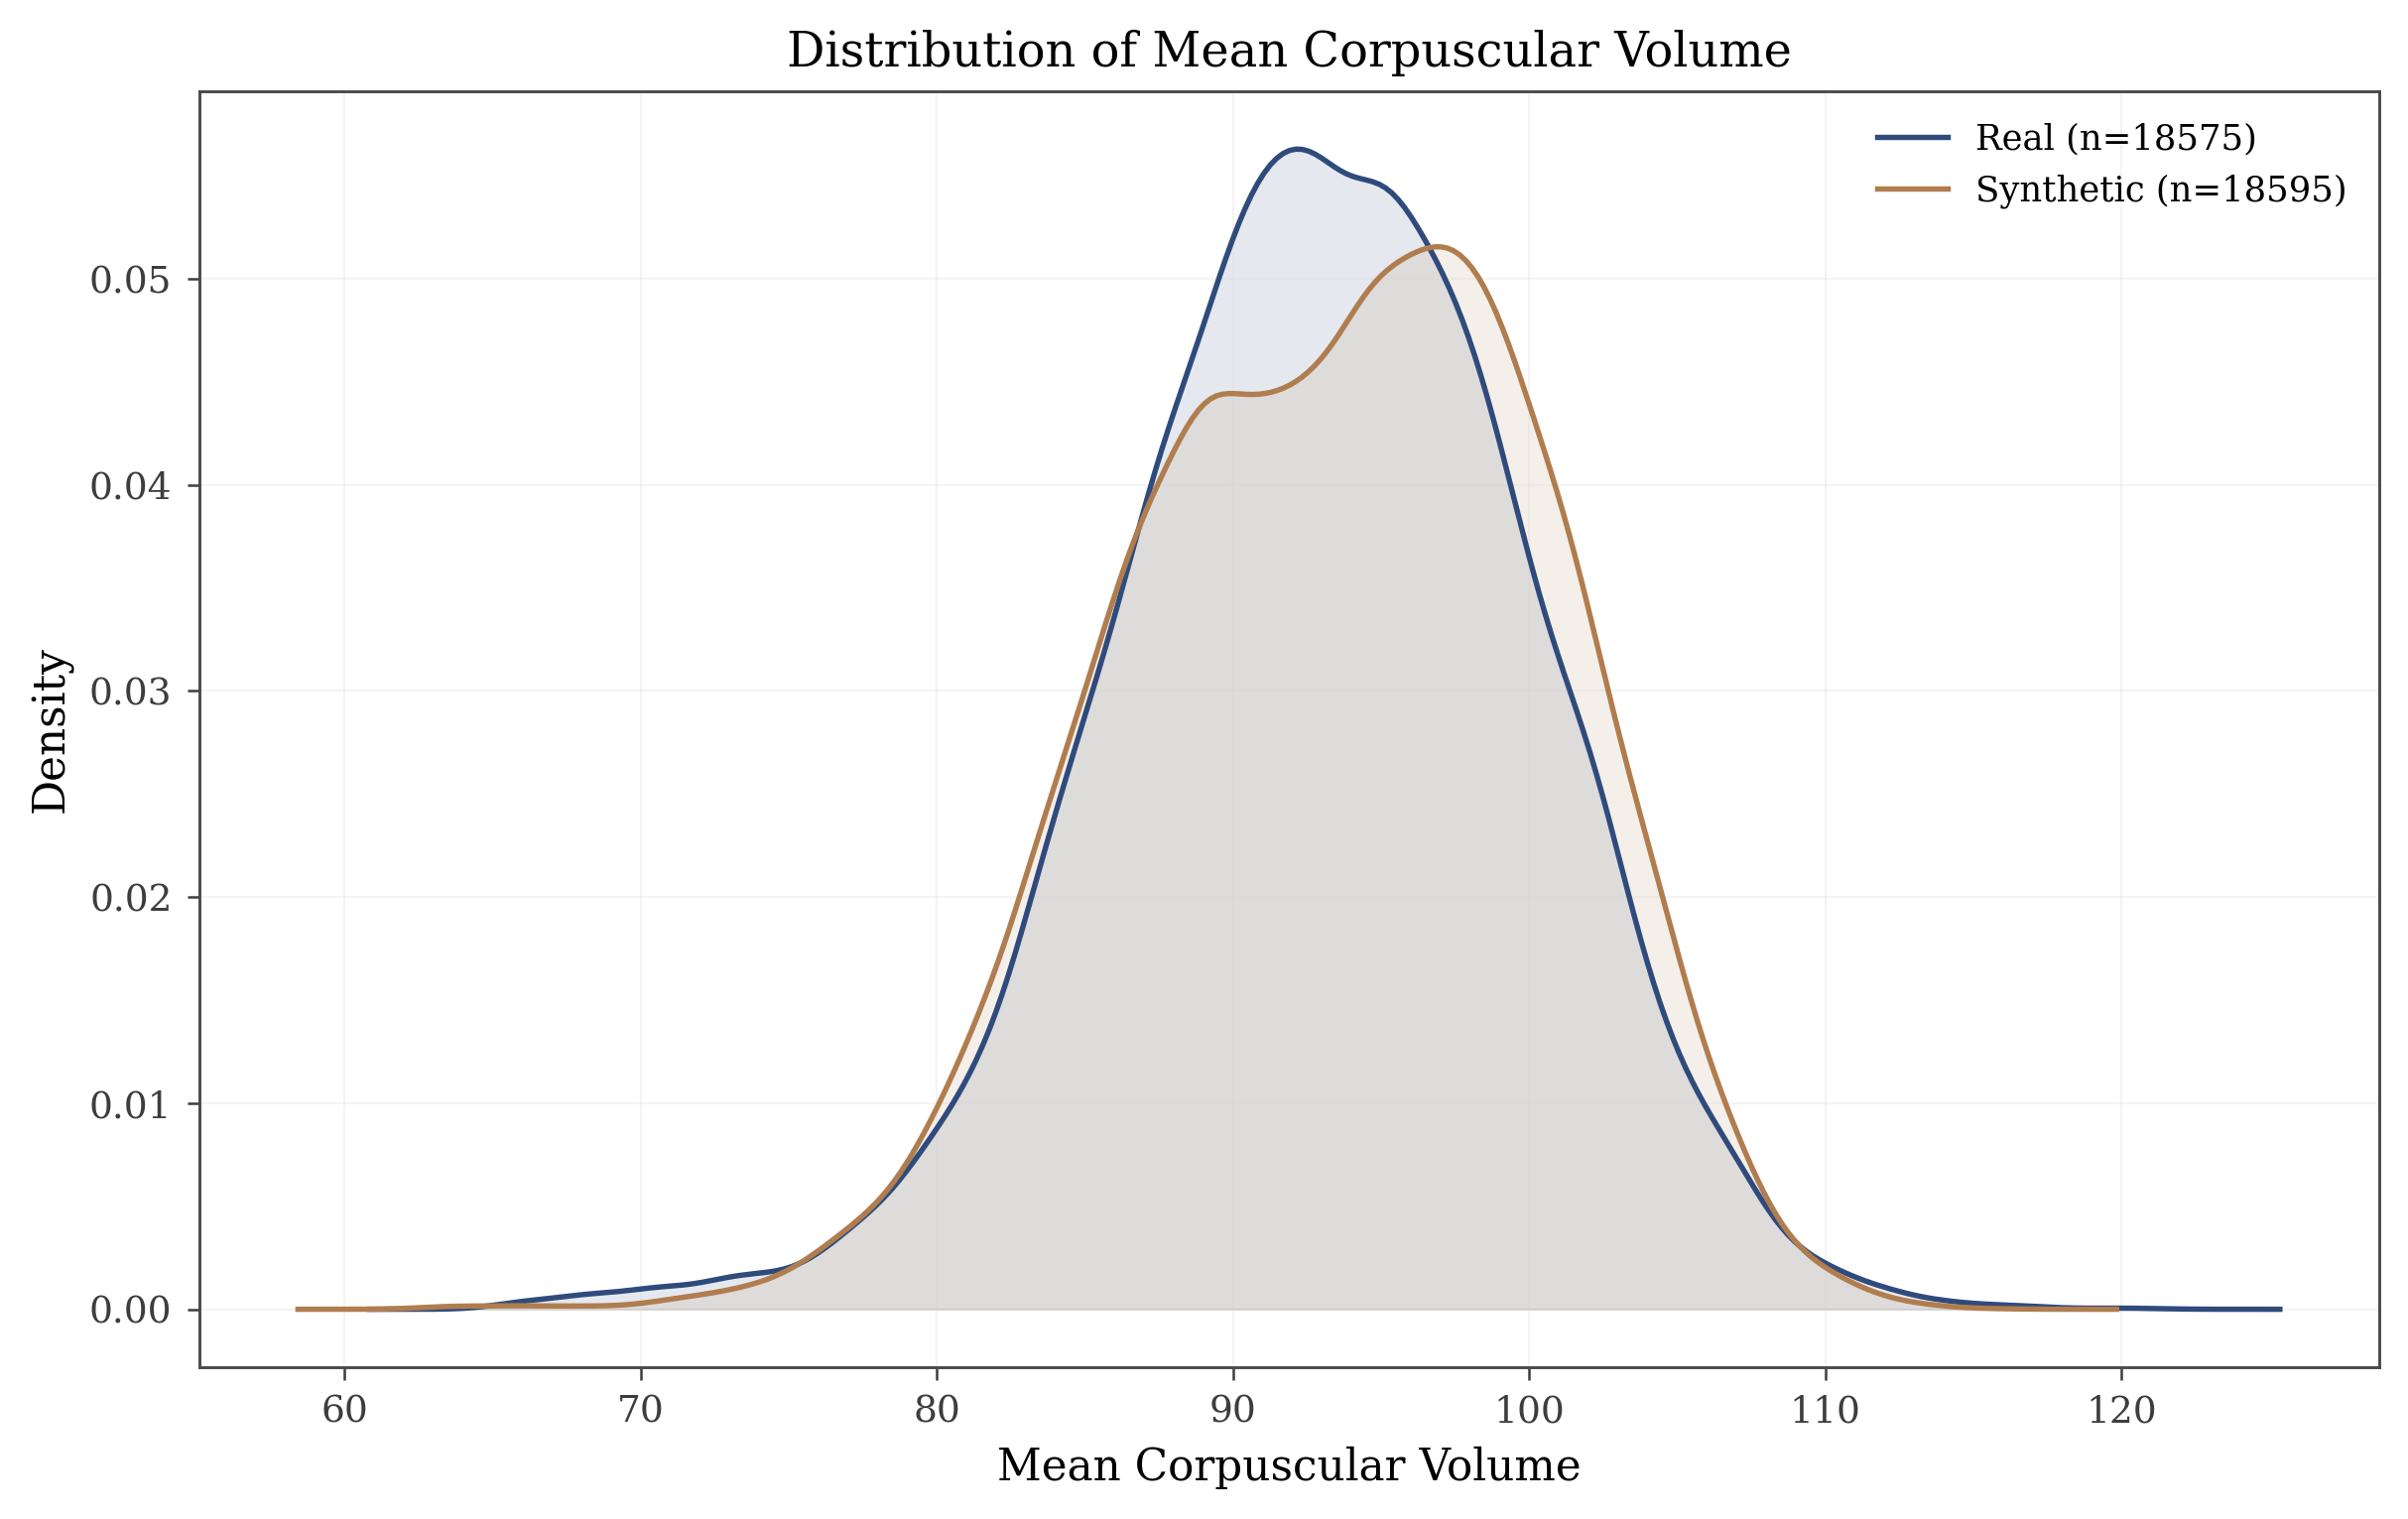 Distribution of Mean Corpuscular Volume
Real (n=18575)
Synthetic (n=18595)
Density
0.05
0.04
0.03
0.02
0.01
0.00
60 70 80 90 100 110 120
Mean Corpuscular Volume